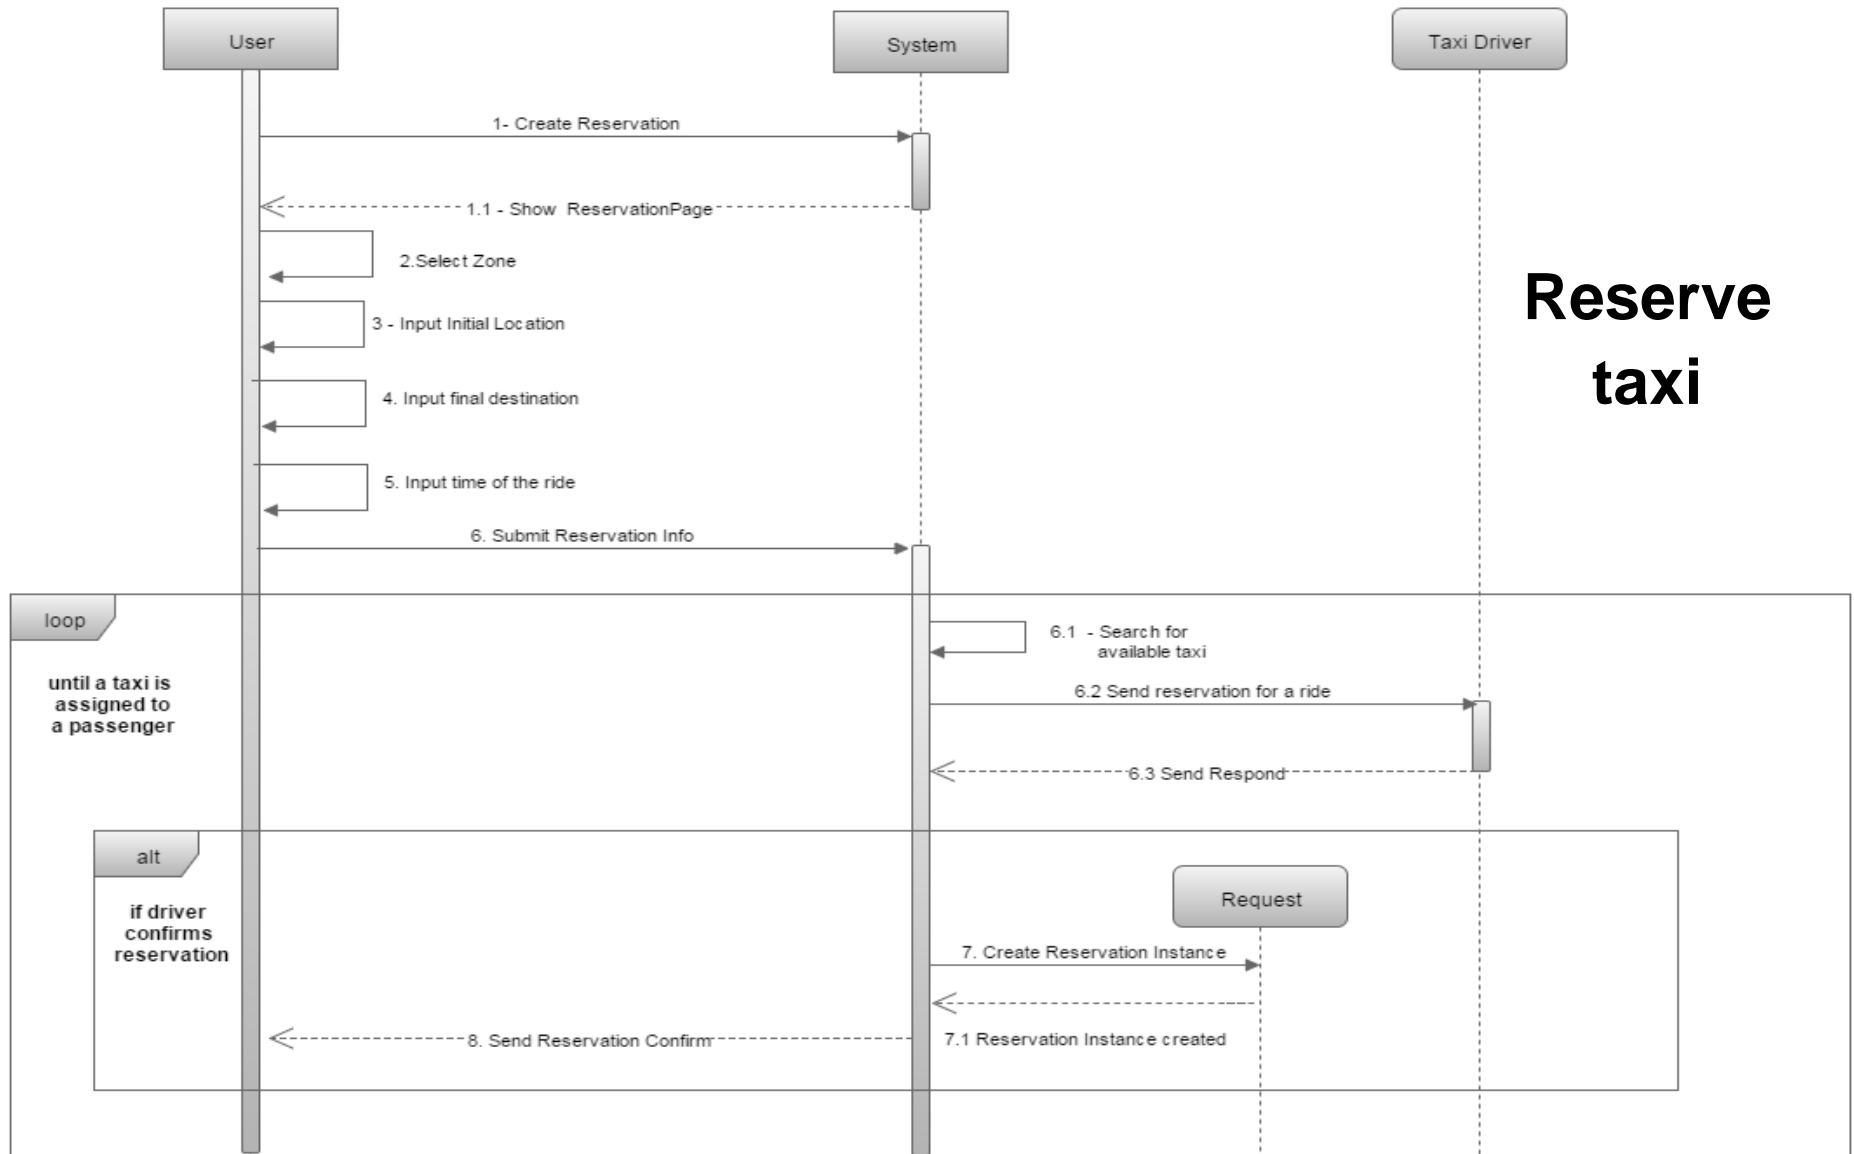 User
System
Taxi Driver
1- Create Reservation
1.1 - Show ReservationPage
2.Select Zone
3 - Input Initial Location
4. Input final destination
5. Input time of the ride
Reserve
taxi
6. Submit Reservation Info
loop
until a taxi is
assigned to
a passenger
6.1 - Search for
available taxi
6.2 Send reservation for a ride
6.3 Send Respond
alt
if driver
confirms
reservation
Request
7. Create Reservation Instance
8. Send Reservation Confirm
7.1 Reservation Instance created